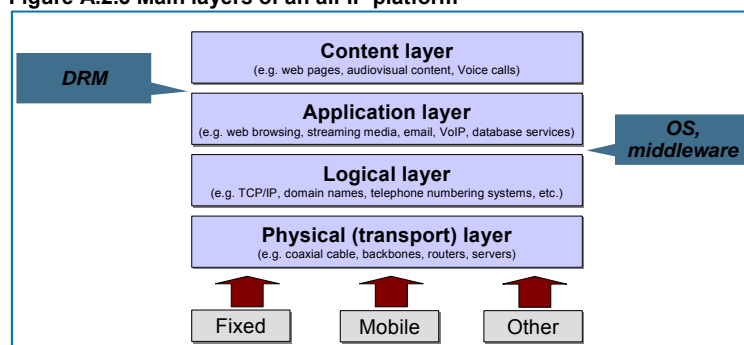 Figure A.2.3 Main layers of an all-IP platform
Content layer
(e.g. web pages, audiovisual content, Voice calls)
DRM
Application layer
(e.g. web browsing, streaming media, email, VoIP, database services)
OS,
middleware
Logical layer
(e.g. TCP/IP, domain names, telephone numbering systems, etc.)
Physical (transport) layer
(e.g. coaxial cable, backbones, routers, servers)
Fixed
Mobile
Other